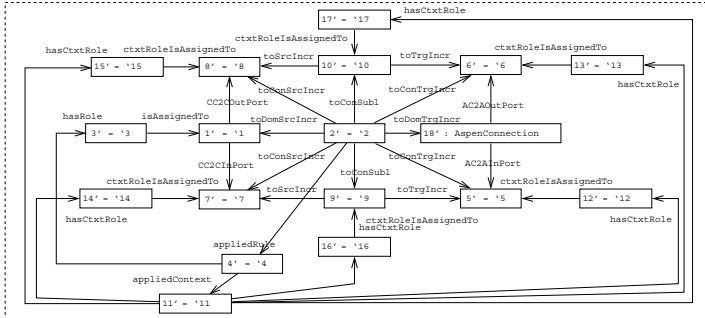 17' = '17
hasCtxtRole
ctxtRoleIsAssignedTo
hasCtxtRole
ctxtRoleIsAssignedTo
toSrcIncr
toTrgIncr
ctxtRoleIsAssignedTo
15' = '15
8' = '8
10' = '10
6' = '6
13' = '13
toConSrcIncr
toConTrgIncr
hasCtxtRole
CC2COutPort
toConSubl
AC2AOutPort
hasRole
isAssignedTo
toDomSrcIncr
toDomTrgIncr
3' = '3
1' = '1
2' = '2
18' : AspenConnection
toConSrcIncr
toConTrgIncr
CC2CInPort
toConSubl
AC2AInPort
ctxtRoleIsAssignedTo
toSrcIncr
toTrgIncr
ctxtRoleIsAssignedTo
14' = '14
7' = '7
9' = '9
5' = '5
12' = '12
hasCtxtRole
ctxtRoleIsAssignedTo
hasCtxtRole
hasCtxtRole
appliedRule
16' = '16
4' = '4
appliedContext
11' = '11